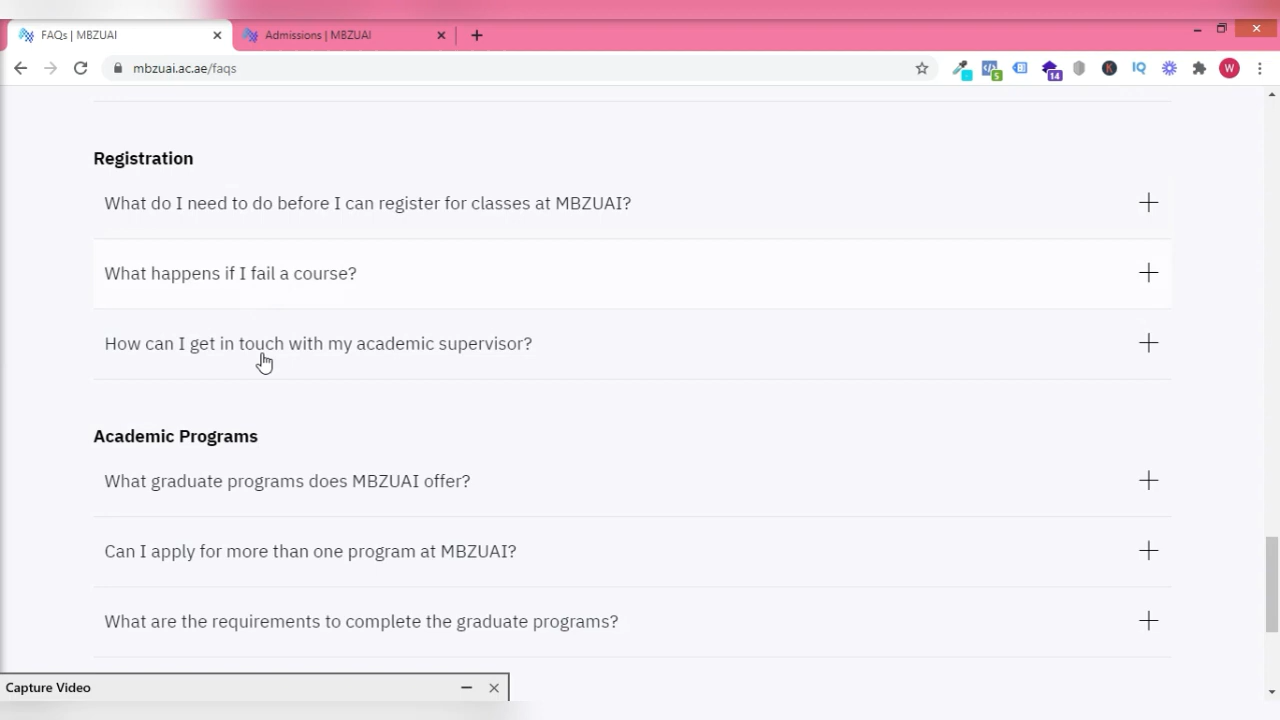 FAQs | MBZUAI
Admissions | MBZUAI
mbzuai.ac.ae/faqs
5
14
K
IQ
W
Registration
What do I need to do before I can register for classes at MBZUAI?
What happens if I fail a course?
How can I get in touch with my academic supervisor?
Academic Programs
What graduate programs does MBZUAI offer?
Can I apply for more than one program at MBZUAI?
What are the requirements to complete the graduate programs?
Capture Video